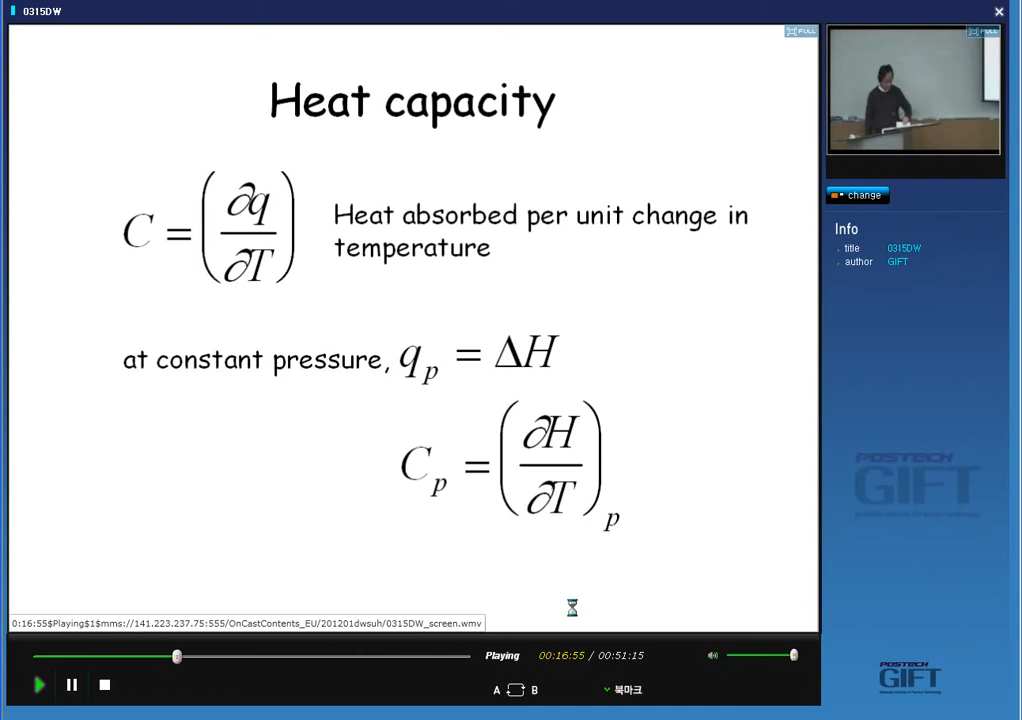 0315DW
FULL
FULL
Heat capacity
C = (∂q/∂T)
Heat absorbed per unit change in
temperature
at constant pressure, q_p = ΔH
C_p = (∂H/∂T)_p
change
Info
title 0315DW
author GIFT
POSTECH
GIFT
0:16:55$Playing$1$mms://141.223.237.75:555/OnCastContents_EU/201201dwsuh/0315DW_screen.wmv
Playing 00:16:55 / 00:51:15
A B
북마크
POSTECH
GIFT